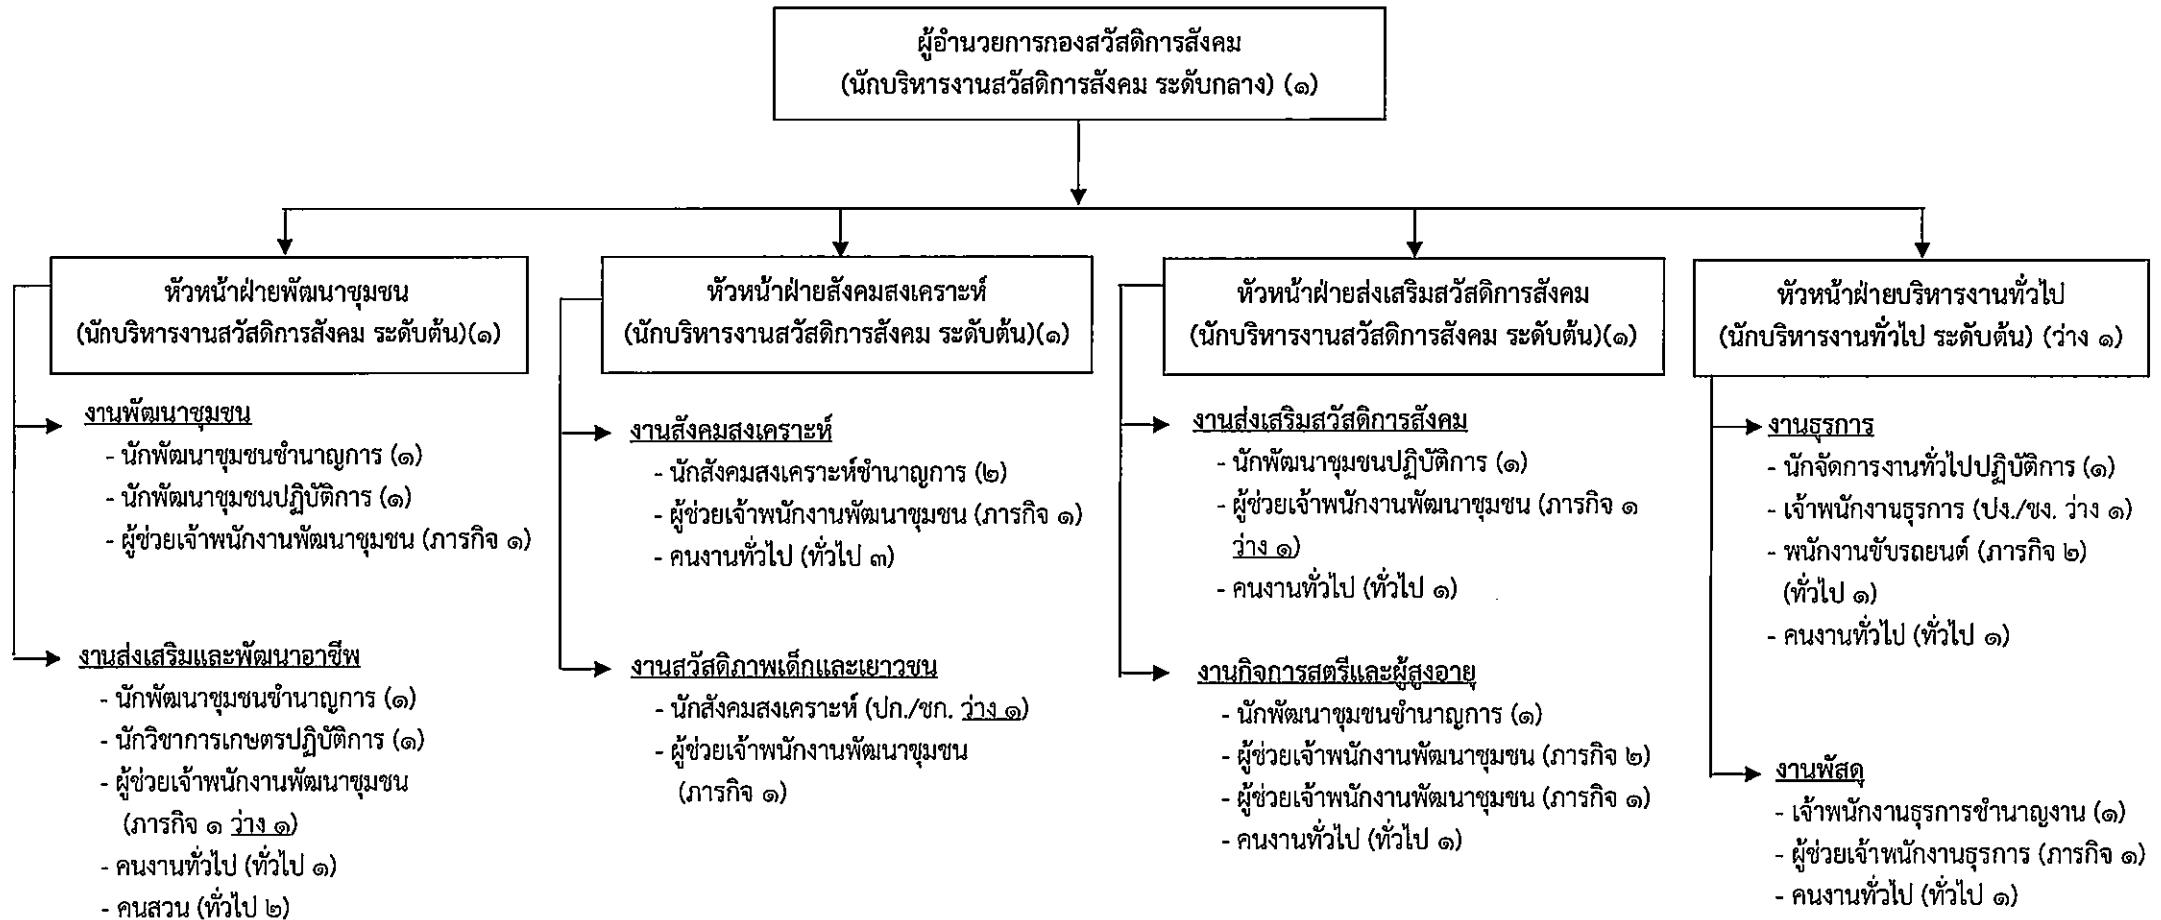 ผู้อำนวยการกองสวัสดิการสังคม
(นักบริหารงานสวัสดิการสังคม ระดับกลาง) (๑)
หัวหน้าฝ่ายพัฒนาชุมชน
(นักบริหารงานสวัสดิการสังคม ระดับต้น)(๑)
งานพัฒนาชุมชน
- นักพัฒนาชุมชนชำนาญการ (๑)
- นักพัฒนาชุมชนปฏิบัติการ (๑)
- ผู้ช่วยเจ้าพนักงานพัฒนาชุมชน (ภารกิจ ๑)
งานส่งเสริมและพัฒนาอาชีพ
- นักพัฒนาชุมชนชำนาญการ (๑)
- นักวิชาการเกษตรปฏิบัติการ (๑)
- ผู้ช่วยเจ้าพนักงานพัฒนาชุมชน
(ภารกิจ ๑ ว่าง ๑)
- คนงานทั่วไป (ทั่วไป ๑)
- คนสวน (ทั่วไป ๒)
หัวหน้าฝ่ายสังคมสงเคราะห์
(นักบริหารงานสวัสดิการสังคม ระดับต้น)(๑)
งานสังคมสงเคราะห์
- นักสังคมสงเคราะห์ชำนาญการ (๒)
- ผู้ช่วยเจ้าพนักงานพัฒนาชุมชน (ภารกิจ ๑)
- คนงานทั่วไป (ทั่วไป ๓)
งานสวัสดิภาพเด็กและเยาวชน
- นักสังคมสงเคราะห์ (ปก./ชก. ว่าง ๑)
- ผู้ช่วยเจ้าพนักงานพัฒนาชุมชน
(ภารกิจ ๑)
หัวหน้าฝ่ายส่งเสริมสวัสดิการสังคม
(นักบริหารงานสวัสดิการสังคม ระดับต้น)(๑)
งานส่งเสริมสวัสดิการสังคม
- นักพัฒนาชุมชนปฏิบัติการ (๑)
- ผู้ช่วยเจ้าพนักงานพัฒนาชุมชน (ภารกิจ ๑
ว่าง ๑)
- คนงานทั่วไป (ทั่วไป ๑)
งานกิจการสตรีและผู้สูงอายุ
- นักพัฒนาชุมชนชำนาญการ (๑)
- ผู้ช่วยเจ้าพนักงานพัฒนาชุมชน (ภารกิจ ๒)
- ผู้ช่วยเจ้าพนักงานพัฒนาชุมชน (ภารกิจ ๑)
- คนงานทั่วไป (ทั่วไป ๑)
หัวหน้าฝ่ายบริหารงานทั่วไป
(นักบริหารงานทั่วไป ระดับต้น) (ว่าง ๑)
งานธุรการ
- นักจัดการงานทั่วไปปฏิบัติการ (๑)
- เจ้าพนักงานธุรการ (ปง./ชง. ว่าง ๑)
- พนักงานขับรถยนต์ (ภารกิจ ๒)
(ทั่วไป ๑)
- คนงานทั่วไป (ทั่วไป ๑)
งานพัสดุ
- เจ้าพนักงานธุรการชำนาญงาน (๑)
- ผู้ช่วยเจ้าพนักงานธุรการ (ภารกิจ ๑)
- คนงานทั่วไป (ทั่วไป ๑)